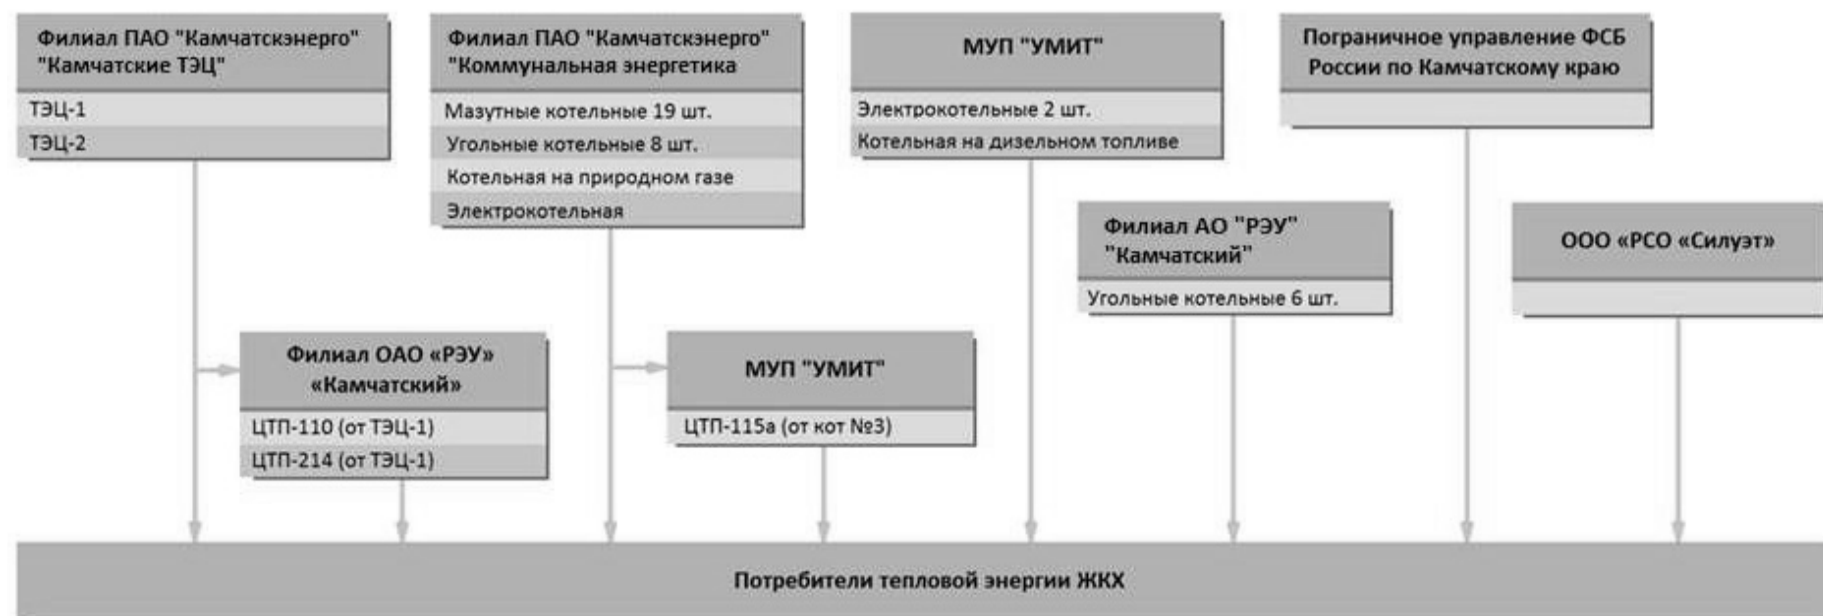 Филиал ПАО "Камчатскэнерго"
"Камчатские ТЭЦ"
ТЭЦ-1
ТЭЦ-2
Филиал ПАО "Камчатскэнерго"
"Коммунальная энергетика
Мазутные котельные 19 шт.
Угольные котельные 8 шт.
Котельная на природном газе
Электрокотельная
МУП "УМИТ"
Электрокотельные 2 шт.
Котельная на дизельном топливе
Пограничное управление ФСБ
России по Камчатскому краю
Филиал АО "РЭУ"
"Камчатский"
Угольные котельные 6 шт.
ООО «РСО «Силуэт»
Филиал ОАО «РЭУ»
«Камчатский»
ЦТП-110 (от ТЭЦ-1)
ЦТП-214 (от ТЭЦ-1)
МУП "УМИТ"
ЦТП-115а (от кот №3)
Потребители тепловой энергии ЖКХ